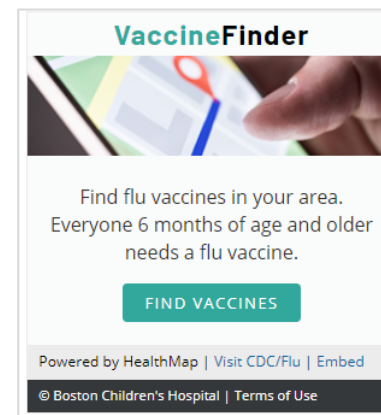 VaccineFinder
Find flu vaccines in your area.
Everyone 6 months of age and older
needs a flu vaccine.
FIND VACCINES
Powered by HealthMap | Visit CDC/Flu | Embed
© Boston Children's Hospital | Terms of Use